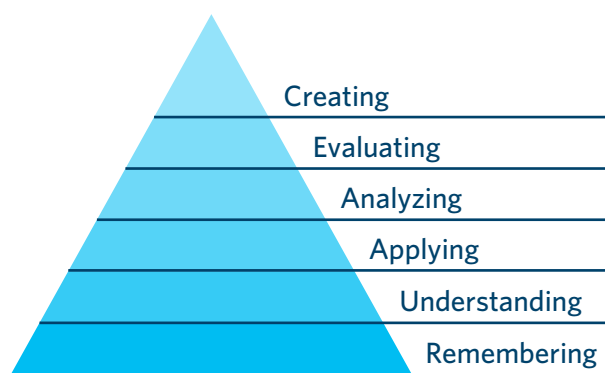 Creating
Evaluating
Analyzing
Applying
Understanding
Remembering